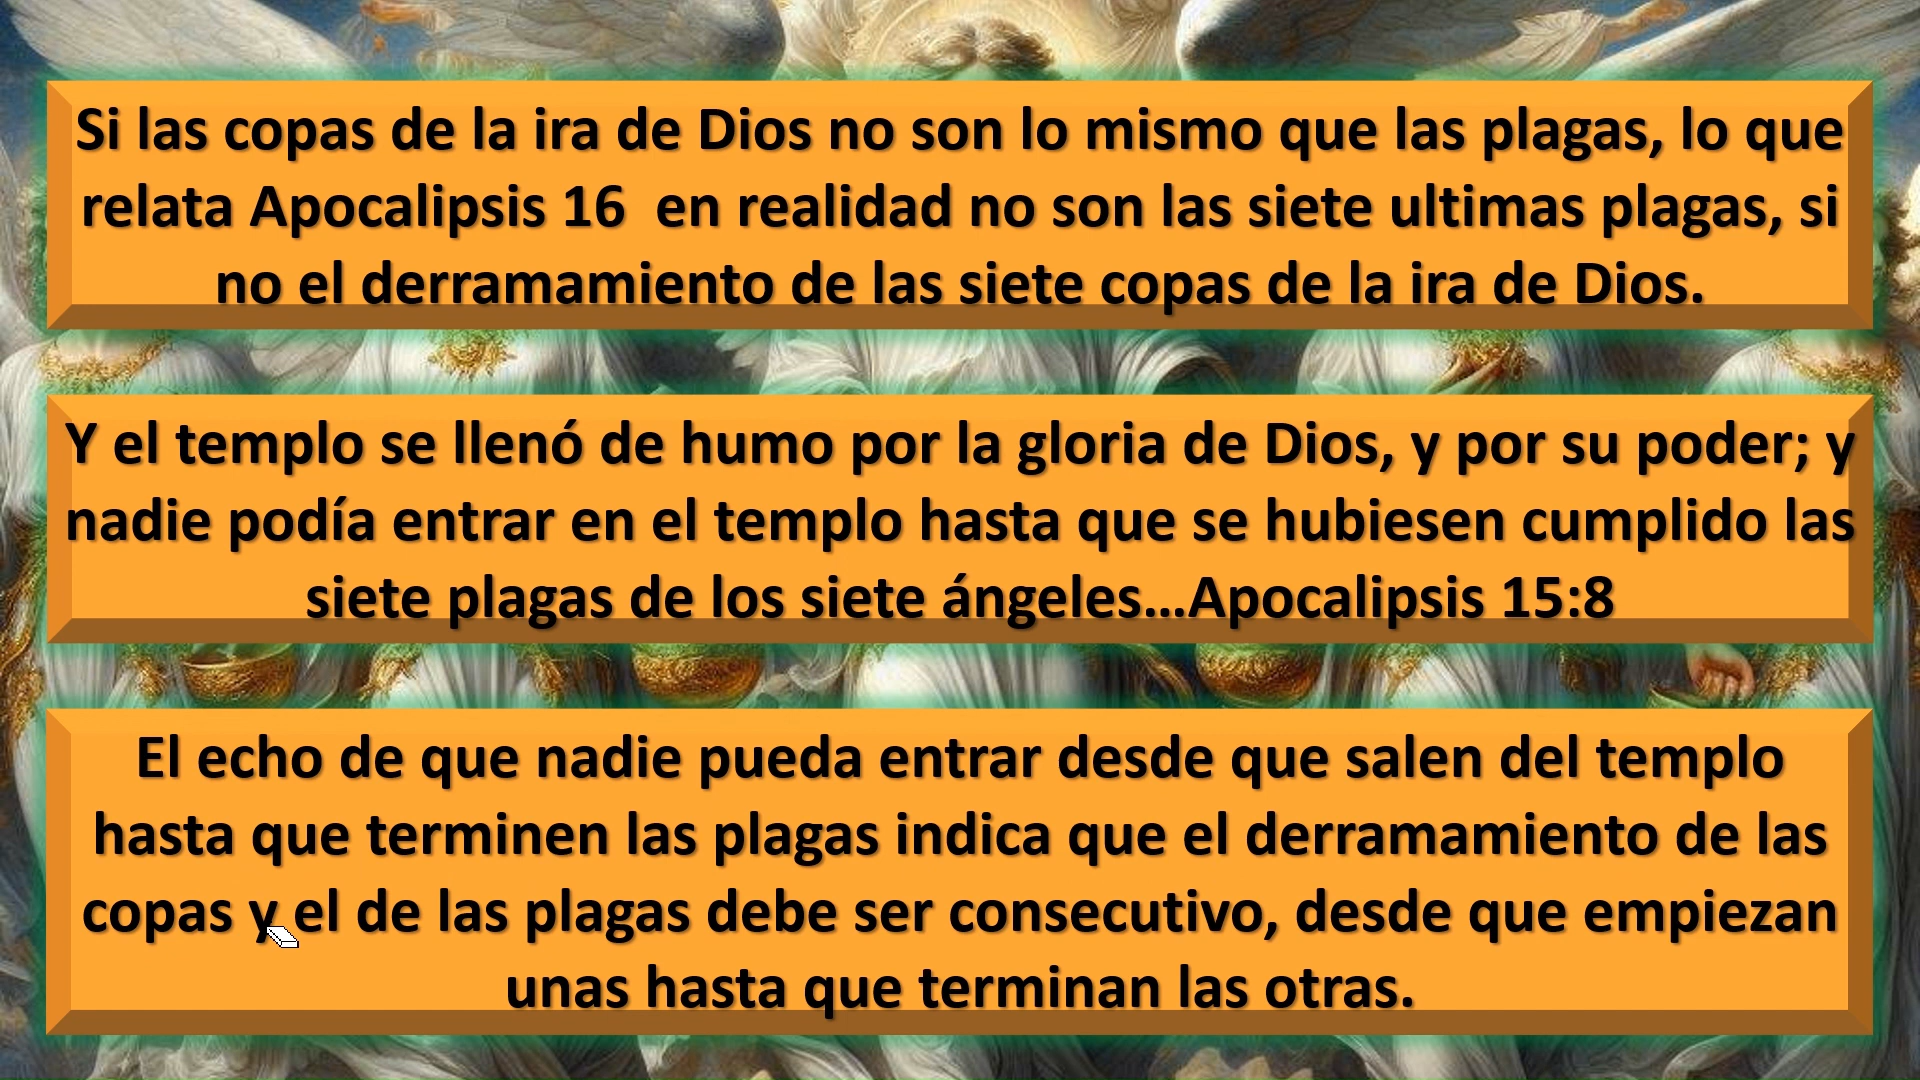 Si las copas de la ira de Dios no son lo mismo que las plagas, lo que
relata Apocalipsis 16  en realidad no son las siete ultimas plagas, si
no el derramamiento de las siete copas de la ira de Dios.
Y el templo se llenó de humo por la gloria de Dios, y por su poder; y
nadie podía entrar en el templo hasta que se hubiesen cumplido las
siete plagas de los siete ángeles...Apocalipsis 15:8
El echo de que nadie pueda entrar desde que salen del templo
hasta que terminen las plagas indica que el derramamiento de las
copas y el de las plagas debe ser consecutivo, desde que empiezan
unas hasta que terminan las otras.